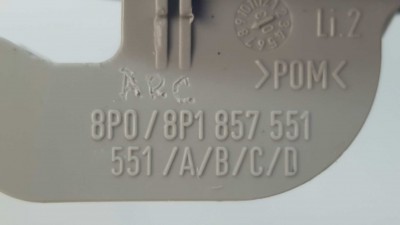 Li.2
>POM<
ARC
8P0/8P1 857 551
551 /A/B/C/D